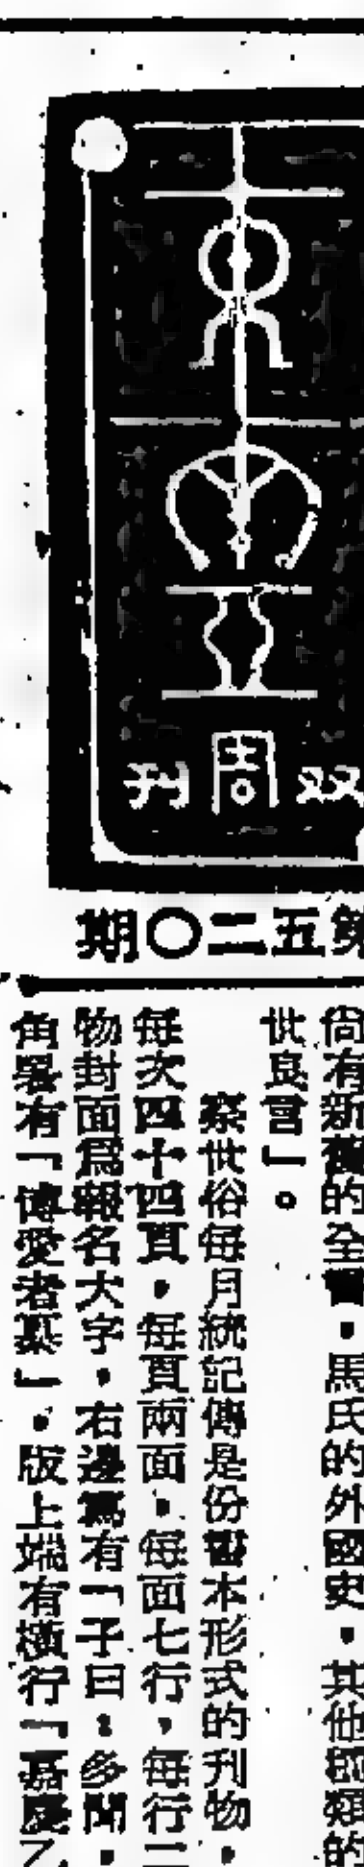 双周刊
第五二〇期
尙有新舊的全書，馬氏的外國史，其他種類的
世良言」。
察世俗每月統記傳是份書本形式的刊物，
每次四十四頁，每頁兩面，每面七行，每行二
物封面爲報名大字，右邊寫有「子曰：多聞，
角署有「博愛者纂」，版上端有橫行「嘉慶乙